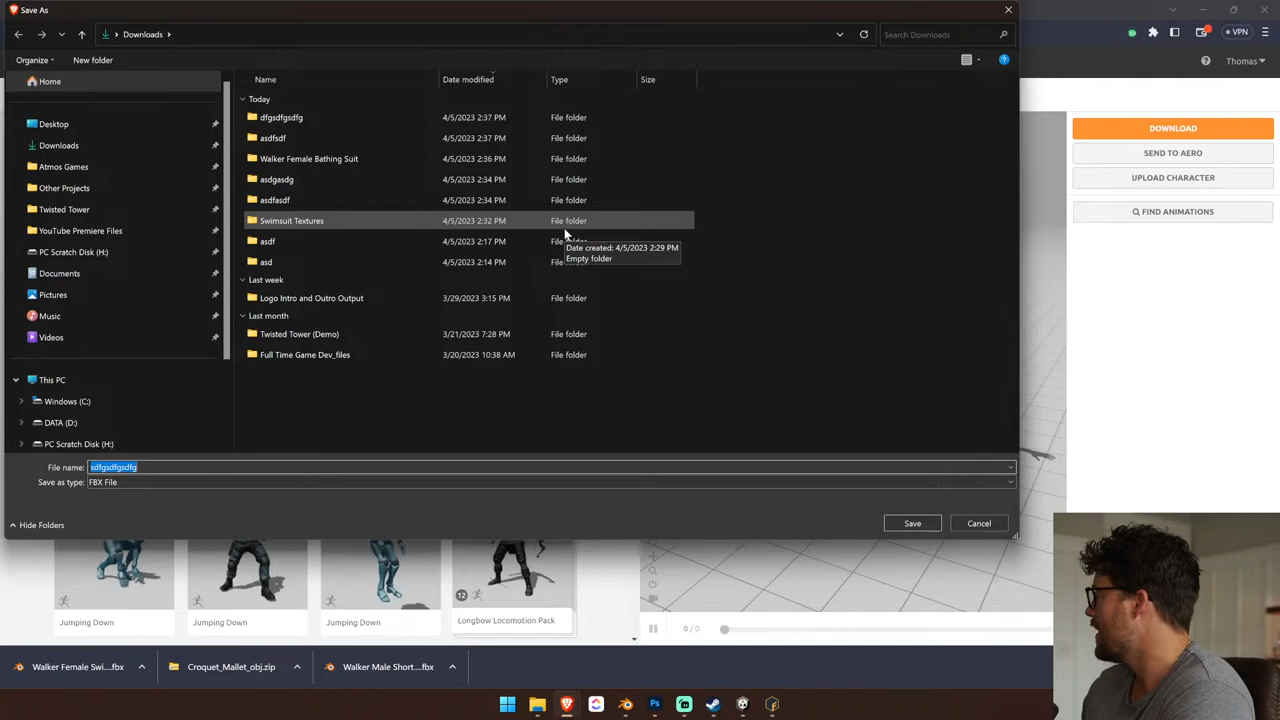 Save As
Downloads
Search Downloads
Organize
New folder
Home
Desktop
Downloads
Atmos Games
Other Projects
Twisted Tower
YouTube Premiere Files
PC Scratch Disk (H:)
Documents
Pictures
Music
Videos
This PC
Windows (C:)
DATA (D:)
PC Scratch Disk (H:)
Name Date modified Type Size
Today
dfgsdfgsdfg 4/5/2023 2:37 PM File folder
asdfsdf 4/5/2023 2:37 PM File folder
Walker Female Bathing Suit 4/5/2023 2:36 PM File folder
asdgasdg 4/5/2023 2:34 PM File folder
asdfasdf 4/5/2023 2:34 PM File folder
Swimsuit Textures 4/5/2023 2:32 PM File folder
asdf 4/5/2023 2:17 PM
asd 4/5/2023 2:14 PM File folder
Date created: 4/5/2023 2:29 PM
Empty folder
Last week
Logo Intro and Outro Output 3/29/2023 3:15 PM File folder
Last month
Twisted Tower (Demo) 3/21/2023 7:28 PM File folder
Full Time Game Dev_files 3/20/2023 10:38 AM File folder
File name: sdfgsdfgsdfg
Save as type: FBX File
Hide Folders
Save
Cancel
VPN
Thomas
DOWNLOAD
SEND TO AERO
UPLOAD CHARACTER
FIND ANIMATIONS
12
Jumping Down
Jumping Down
Jumping Down
Longbow Locomotion Pack
0 / 0
Walker Female Swi....fbx
Croquet_Mallet_obj.zip
Walker Male Short....fbx